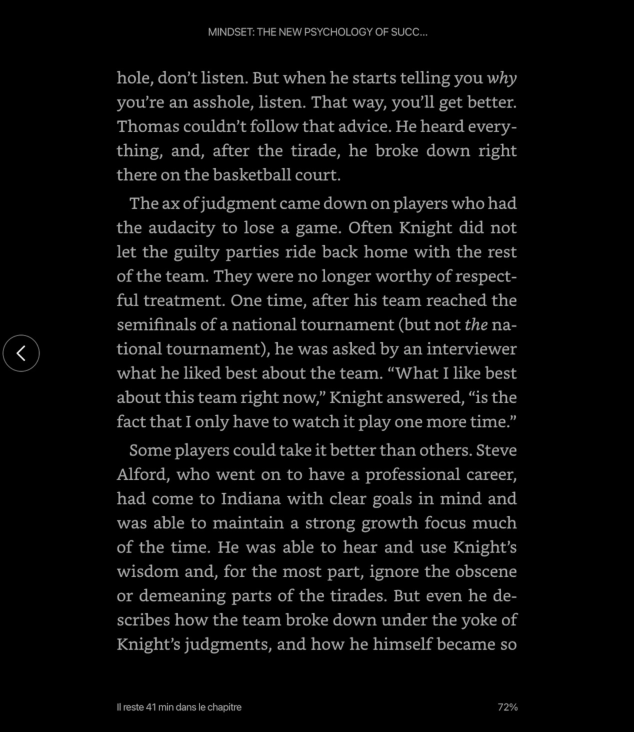 MINDSET: THE NEW PSYCHOLOGY OF SUCC...
hole, don’t listen. But when he starts telling you why
you’re an asshole, listen. That way, you’ll get better.
Thomas couldn’t follow that advice. He heard every-
thing, and, after the tirade, he broke down right
there on the basketball court.
The ax of judgment came down on players who had
the audacity to lose a game. Often Knight did not
let the guilty parties ride back home with the rest
of the team. They were no longer worthy of respect-
ful treatment. One time, after his team reached the
semifinals of a national tournament (but not the na-
tional tournament), he was asked by an interviewer
what he liked best about the team. “What I like best
about this team right now,” Knight answered, “is the
fact that I only have to watch it play one more time.”
Some players could take it better than others. Steve
Alford, who went on to have a professional career,
had come to Indiana with clear goals in mind and
was able to maintain a strong growth focus much
of the time. He was able to hear and use Knight’s
wisdom and, for the most part, ignore the obscene
or demeaning parts of the tirades. But even he de-
scribes how the team broke down under the yoke of
Knight’s judgments, and how he himself became so
Il reste 41 min dans le chapitre
72%